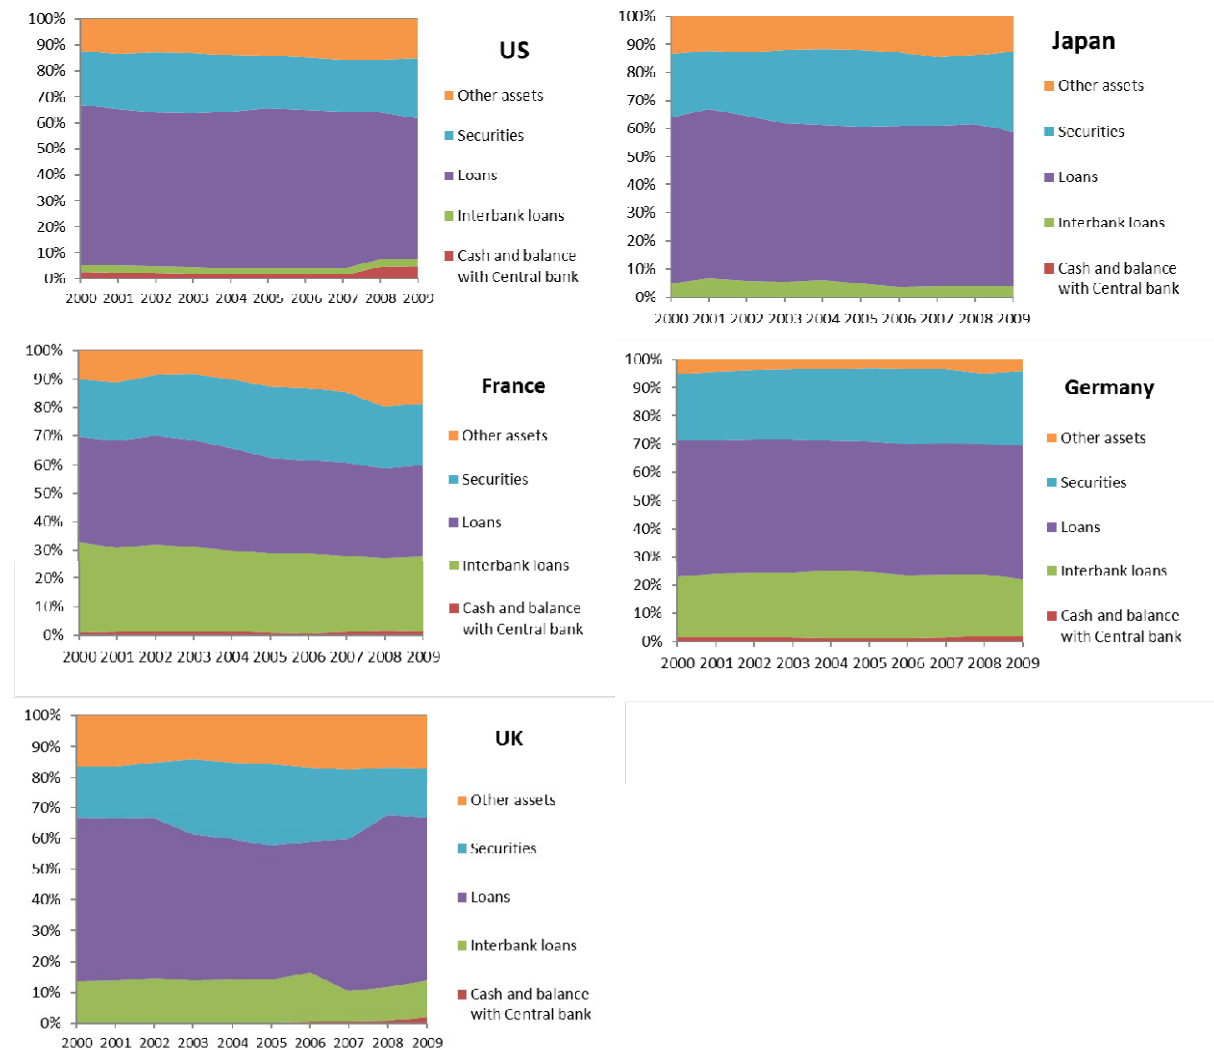 US
100%
90%
80%
70%
60%
50%
40%
30%
20%
10%
0%
2000 2001 2002 2003 2004 2005 2006 2007 2008 2009
Other assets
Securities
Loans
Interbank loans
Cash and balance
with Central bank
Japan
100%
90%
80%
70%
60%
50%
40%
30%
20%
10%
0%
2000 2001 2002 2003 2004 2005 2006 2007 2008 2009
Other assets
Securities
Loans
Interbank loans
Cash and balance
with Central bank
France
100%
90%
80%
70%
60%
50%
40%
30%
20%
10%
0%
2000 2001 2002 2003 2004 2005 2006 2007 2008 2009
Other assets
Securities
Loans
Interbank loans
Cash and balance
with Central bank
Germany
100%
90%
80%
70%
60%
50%
40%
30%
20%
10%
0%
2000 2001 2002 2003 2004 2005 2006 2007 2008 2009
Other assets
Securities
Loans
Interbank loans
Cash and balance
with Central bank
UK
100%
90%
80%
70%
60%
50%
40%
30%
20%
10%
0%
2000 2001 2002 2003 2004 2005 2006 2007 2008 2009
Other assets
Securities
Loans
Interbank loans
Cash and balance
with Central bank